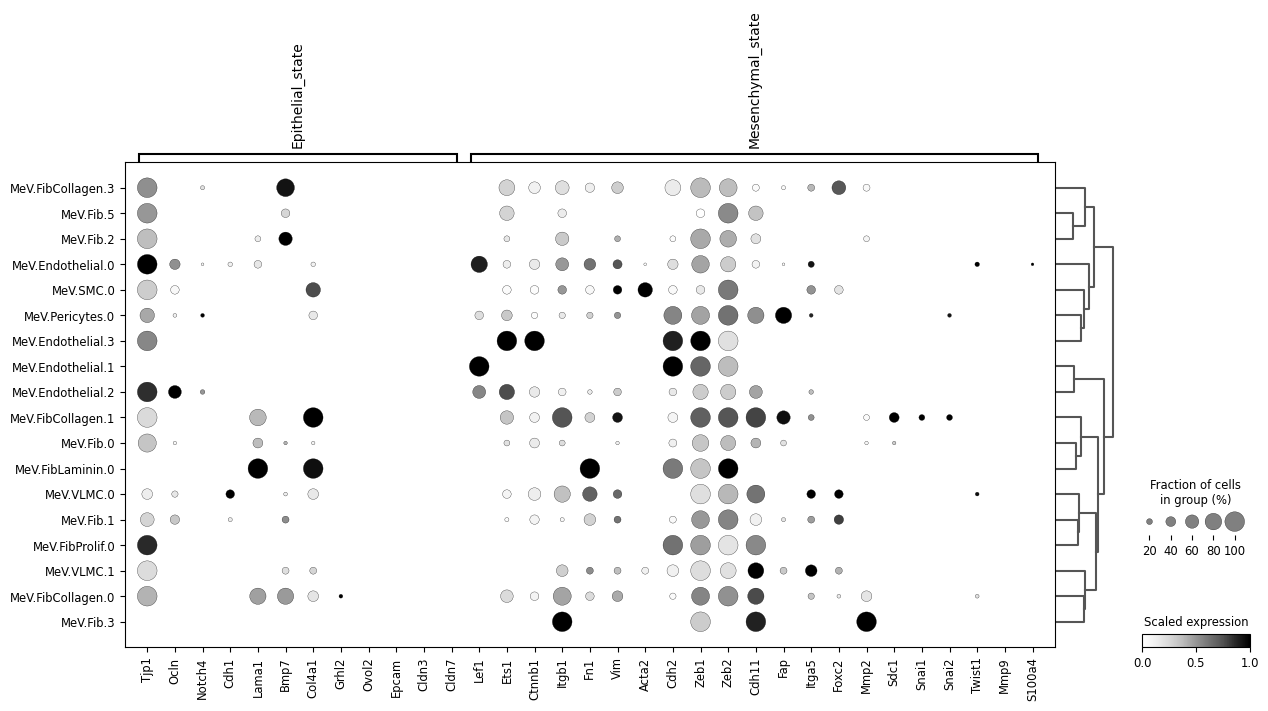 Epithelial_state
Mesenchymal_state
MeV.FibCollagen.3
MeV.Fib.5
MeV.Fib.2
MeV.Endothelial.0
MeV.SMC.0
MeV.Pericytes.0
MeV.Endothelial.3
MeV.Endothelial.1
MeV.Endothelial.2
MeV.FibCollagen.1
MeV.Fib.0
MeV.FibLaminin.0
MeV.VLMC.0
MeV.Fib.1
MeV.FibProlif.0
MeV.VLMC.1
MeV.FibCollagen.0
MeV.Fib.3
Tjp1
Ocln
Notch4
Cdh1
Lama1
Bmp7
Col4a1
Grhl2
Ovol2
Epcam
Cldn3
Cldn7
Lef1
Ets1
Ctnnb1
Itgb1
Fn1
Vim
Acta2
Cdh2
Zeb1
Zeb2
Cdh11
Fap
Itga5
Foxc2
Mmp2
Sdc1
Snai1
Snai2
Twist1
Mmp9
S100a4
Fraction of cells
in group (%)
20 40 60 80 100
Scaled expression
0.0 0.5 1.0